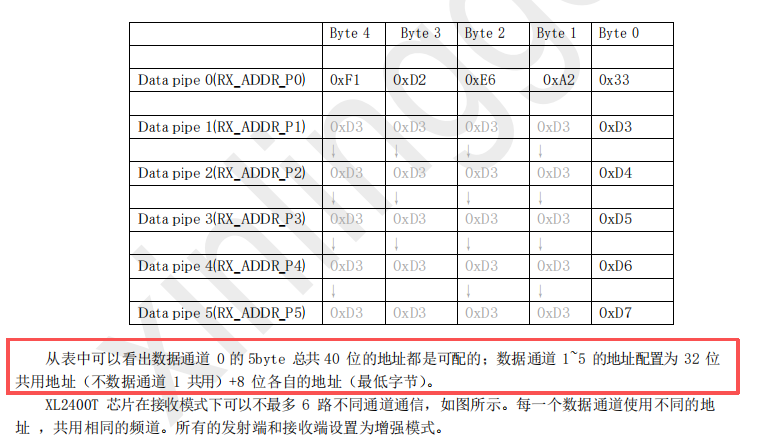 Byte 4 Byte 3 Byte 2 Byte 1 Byte 0
Data pipe 0(RX_ADDR_P0) 0xF1 0xD2 0xE6 0xA2 0x33
Data pipe 1(RX_ADDR_P1) 0xD3 0xD3 0xD3 0xD3 0xD3
↓ ↓ ↓ ↓
Data pipe 2(RX_ADDR_P2) 0xD3 0xD3 0xD3 0xD3 0xD4
↓ ↓ ↓ ↓
Data pipe 3(RX_ADDR_P3) 0xD3 0xD3 0xD3 0xD3 0xD5
↓ ↓ ↓ ↓
Data pipe 4(RX_ADDR_P4) 0xD3 0xD3 0xD3 0xD3 0xD6
↓ ↓ ↓
Data pipe 5(RX_ADDR_P5) 0xD3 0xD3 0xD3 0xD3 0xD7
从表中可以看出数据通道 0 的 5byte 总共 40 位的地址都是可配的；数据通道 1~5 的地址配置为 32 位
共用地址（不数据通道 1 共用）+8 位各自的地址（最低字节）。
XL2400T 芯片在接收模式下可以不最多 6 路不同通道通信，如图所示。每一个数据通道使用不同的地
址 ，共用相同的频道。所有的发射端和接收端设置为增强模式。